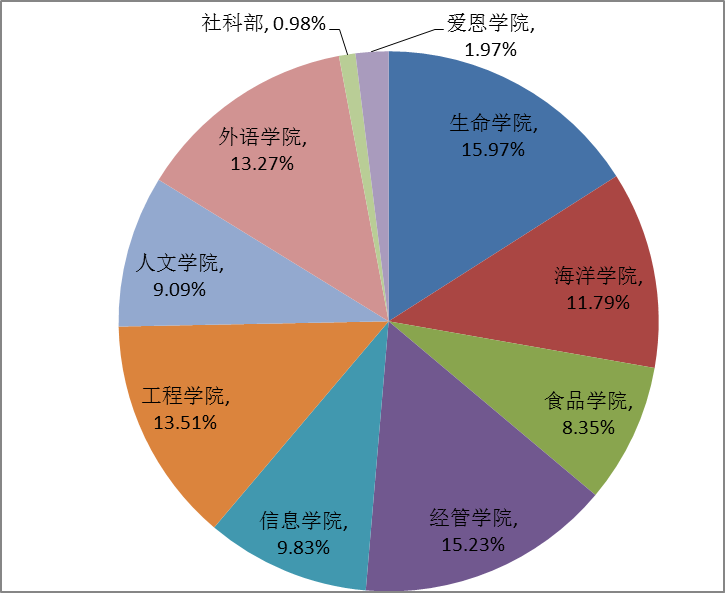 社科部, 0.98%
爱恩学院,
1.97%
生命学院,
15.97%
外语学院,
13.27%
人文学院,
9.09%
海洋学院,
11.79%
工程学院,
13.51%
食品学院,
8.35%
信息学院,
9.83%
经管学院,
15.23%